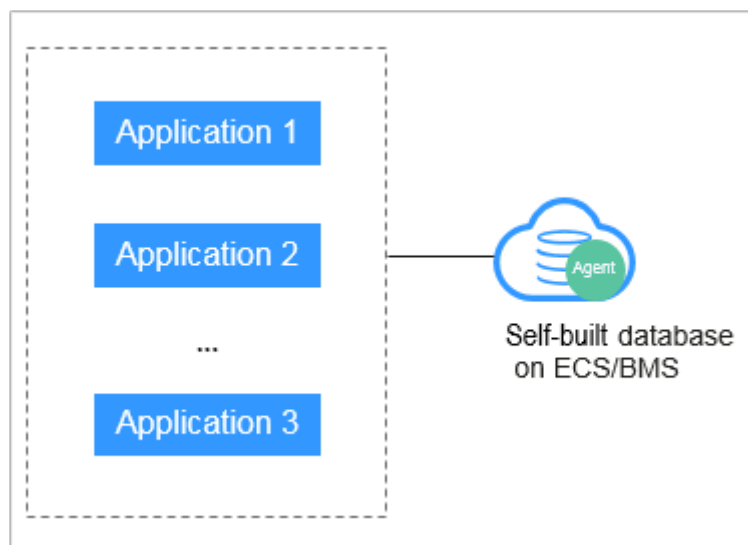 Application 1
Application 2
...
Application 3
Agent
Self-built database
on ECS/BMS